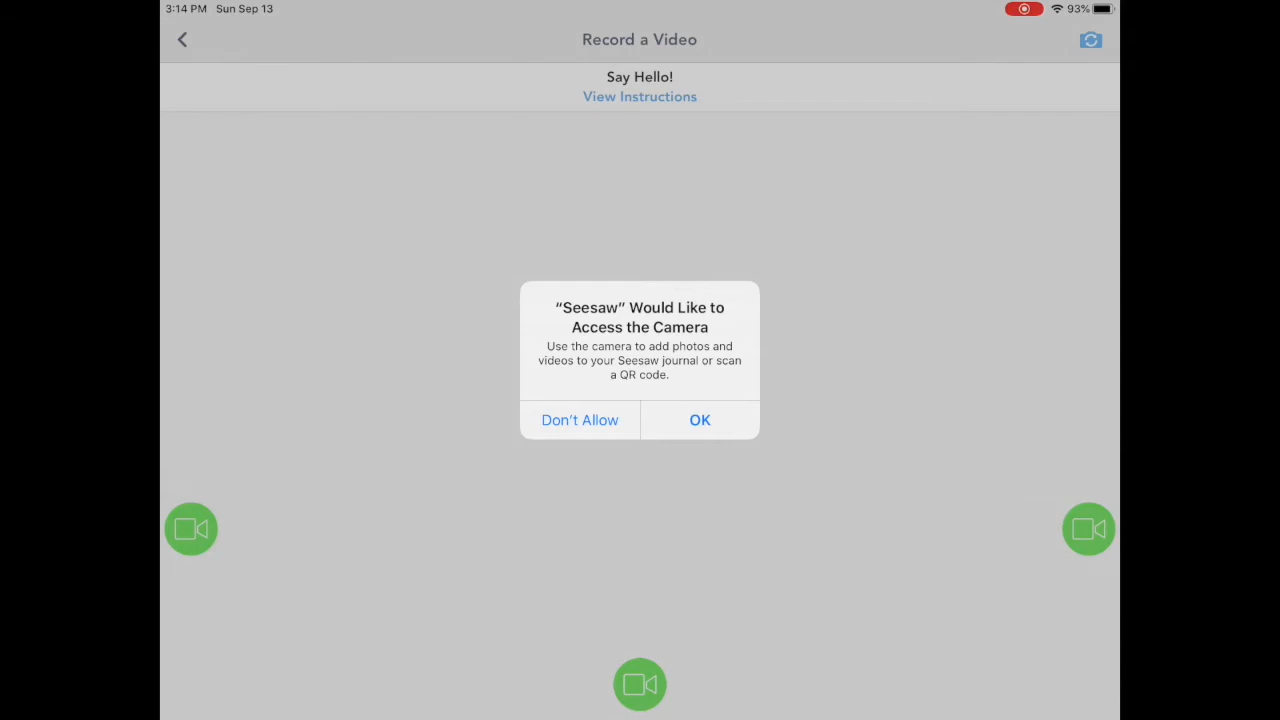 3:14 PM Sun Sep 13
93%
Record a Video
Say Hello!
View Instructions
“Seesaw” Would Like to
Access the Camera
Use the camera to add photos and
videos to your Seesaw journal or scan
a QR code.
Don’t Allow
OK